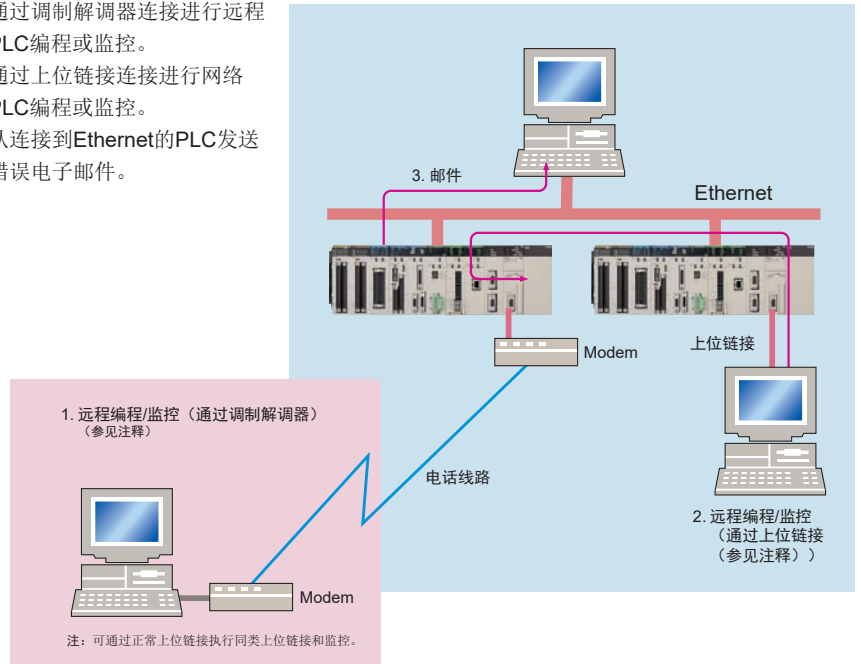 通过调制解调器连接进行远程
PLC编程或监控。
通过上位链接连接进行网络
PLC编程或监控。
从连接到Ethernet的PLC发送
错误电子邮件。
3. 邮件
Ethernet
Modem
上位链接
1. 远程编程/监控（通过调制解调器）
（参见注释）
电话线路
2. 远程编程/监控
（通过上位链接
（参见注释））
Modem
注：可通过正常上位链接执行同类上位链接和监控。